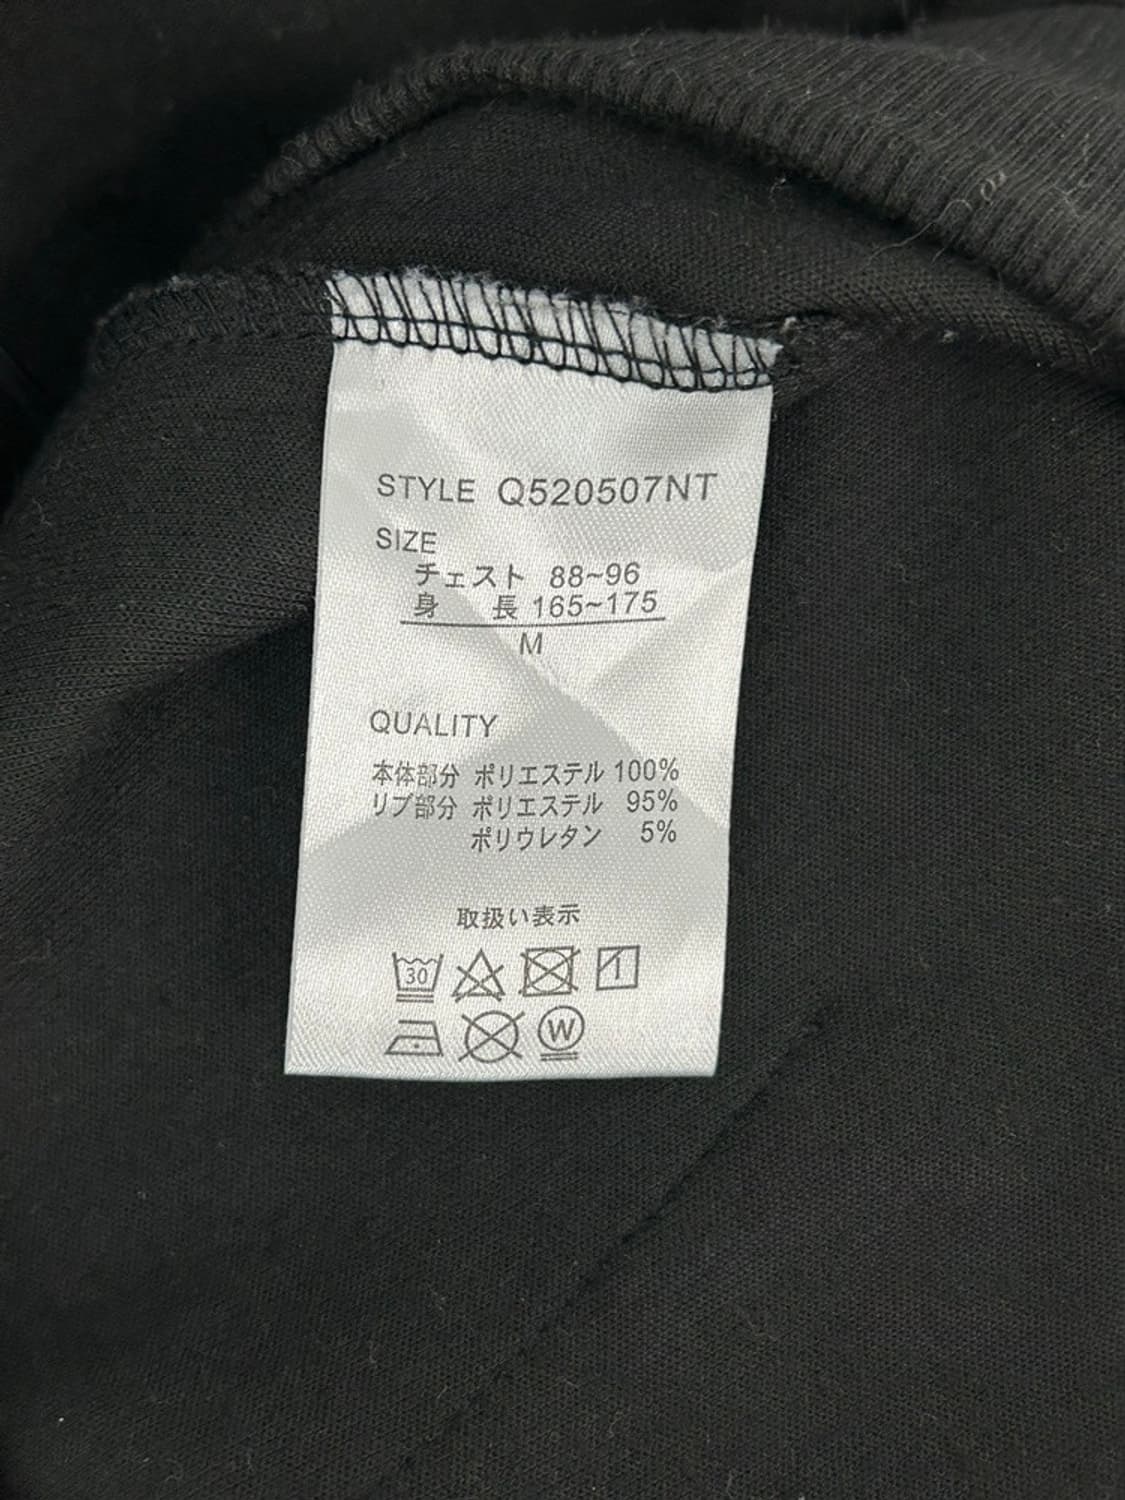 STYLE Q520507NT
SIZE
チェスト 88~96
身 長 165~175
M
QUALITY
本体部分 ポリエステル 100%
リブ部分 ポリエステル 95%
ポリウレタン 5%
取扱い表示
30
W